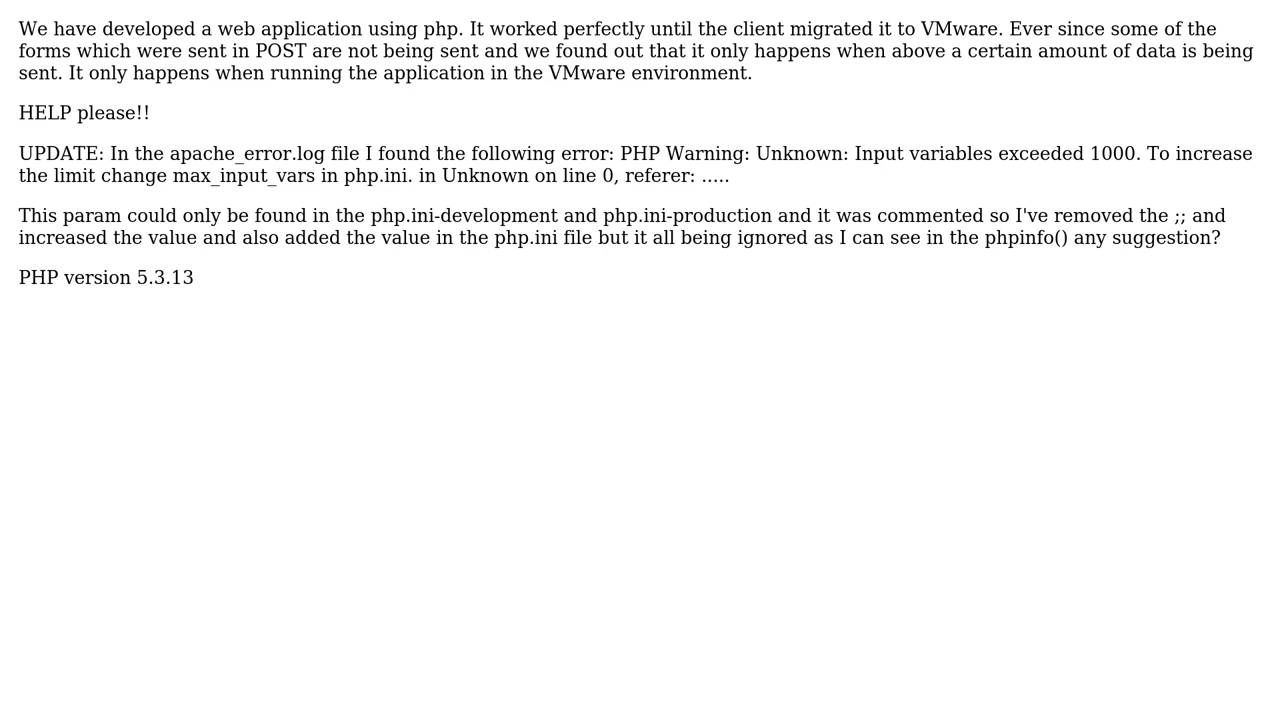 We have developed a web application using php. It worked perfectly until the client migrated it to VMware. Ever since some of the
forms which were sent in POST are not being sent and we found out that it only happens when above a certain amount of data is being
sent. It only happens when running the application in the VMware environment.
HELP please!!
UPDATE: In the apache_error.log file I found the following error: PHP Warning: Unknown: Input variables exceeded 1000. To increase
the limit change max_input_vars in php.ini. in Unknown on line 0, referer: .....
This param could only be found in the php.ini-development and php.ini-production and it was commented so I've removed the ;; and
increased the value and also added the value in the php.ini file but it all being ignored as I can see in the phpinfo() any suggestion?
PHP version 5.3.13